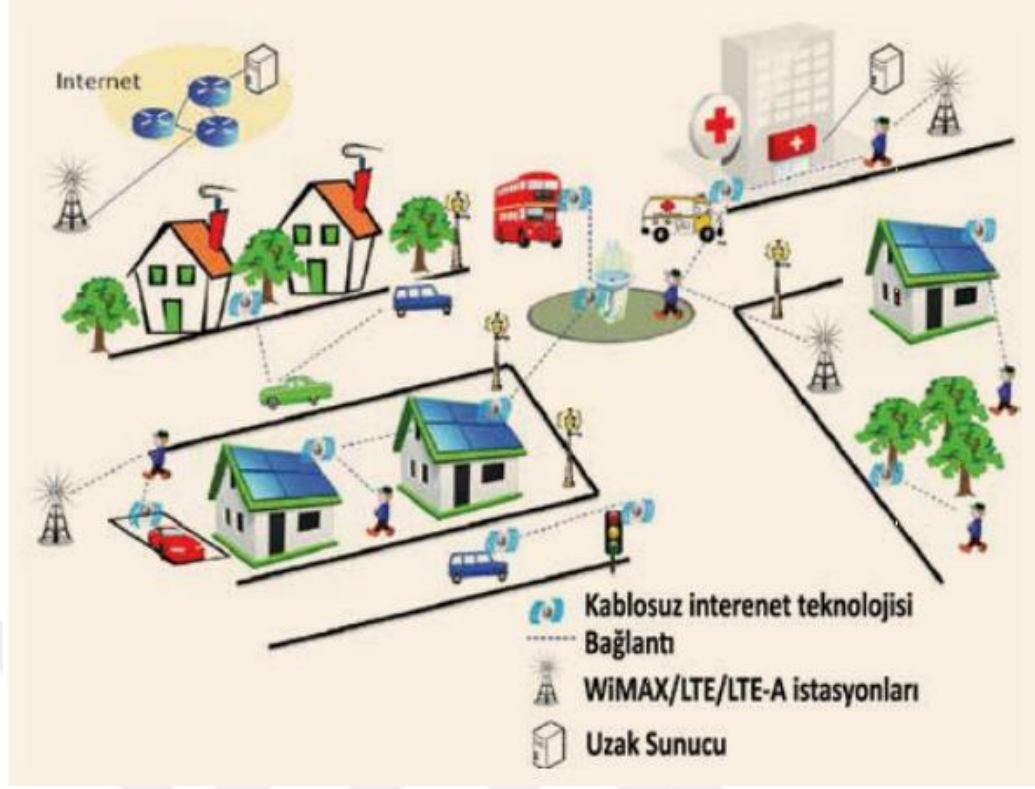 Internet
Kablosuz interenet teknolojisi
Bağlantı
WiMAX/LTE/LTE-A istasyonları
Uzak Sunucu